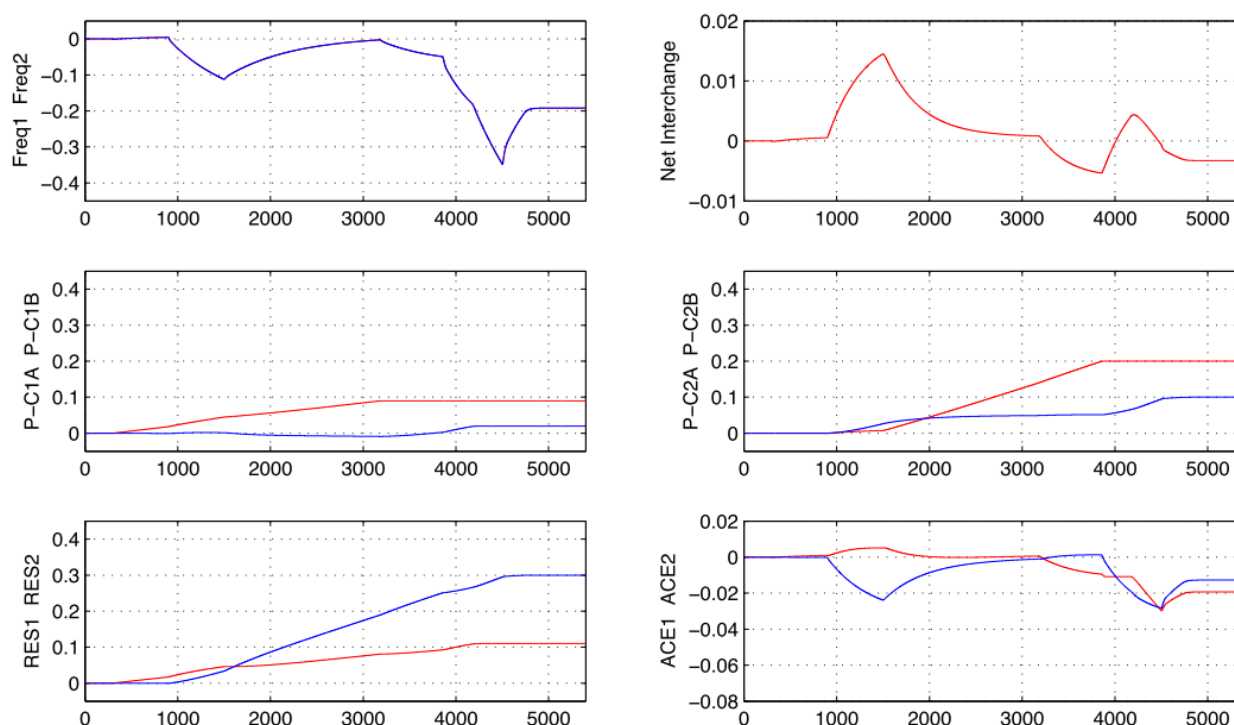 0
−0.1
−0.2
−0.3
−0.4
Freq1 Freq2
0 1000 2000 3000 4000 5000
0.02
0.01
0
−0.01
Net Interchange
0 1000 2000 3000 4000 5000
0.4
0.3
0.2
0.1
0
P−C1A P−C1B
0 1000 2000 3000 4000 5000
0.4
0.3
0.2
0.1
0
P−C2A P−C2B
0 1000 2000 3000 4000 5000
0.4
0.3
0.2
0.1
0
RES1 RES2
0 1000 2000 3000 4000 5000
0.02
0
−0.02
−0.04
−0.06
−0.08
ACE1 ACE2
0 1000 2000 3000 4000 5000